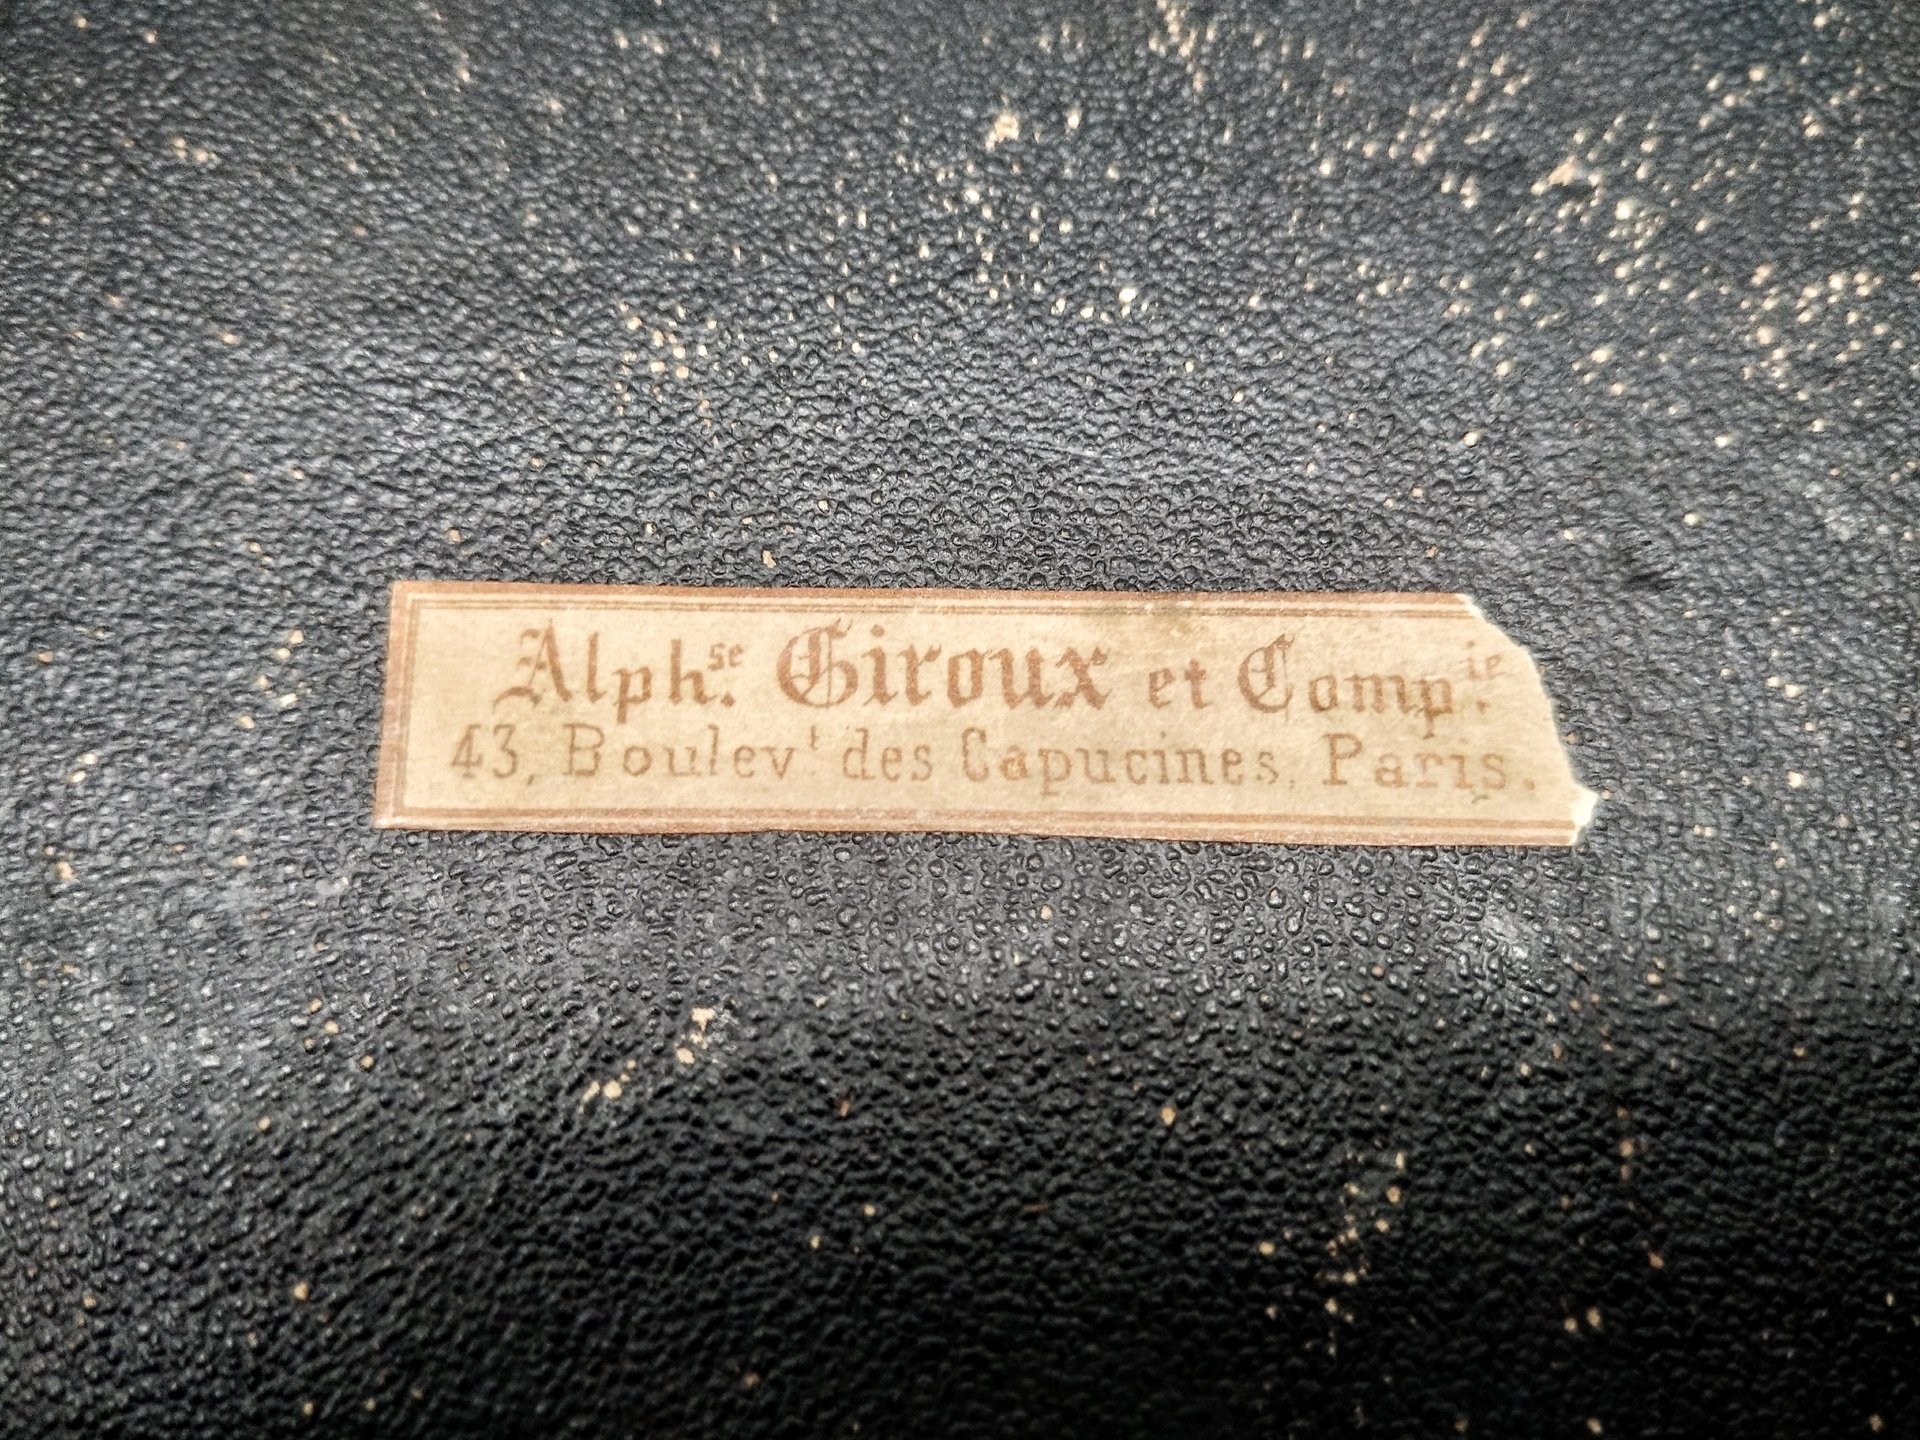 Alph.se Giroux et Comp.ie
43, Boulev.t des Capucines, Paris.